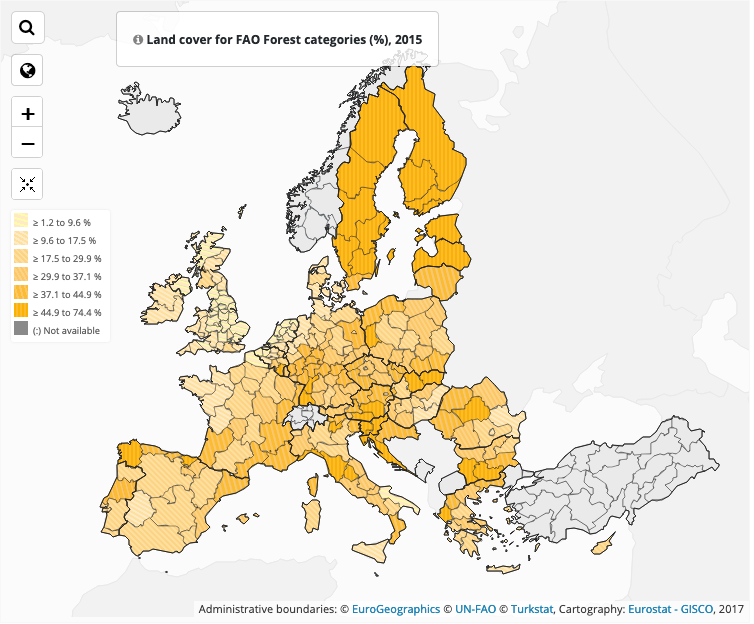 Land cover for FAO Forest categories (%), 2015
+
−
≥ 1.2 to 9.6 %
≥ 9.6 to 17.5 %
≥ 17.5 to 29.9 %
≥ 29.9 to 37.1 %
≥ 37.1 to 44.9 %
≥ 44.9 to 74.4 %
(:) Not available
Administrative boundaries: © EuroGeographics © UN-FAO © Turkstat, Cartography: Eurostat - GISCO, 2017